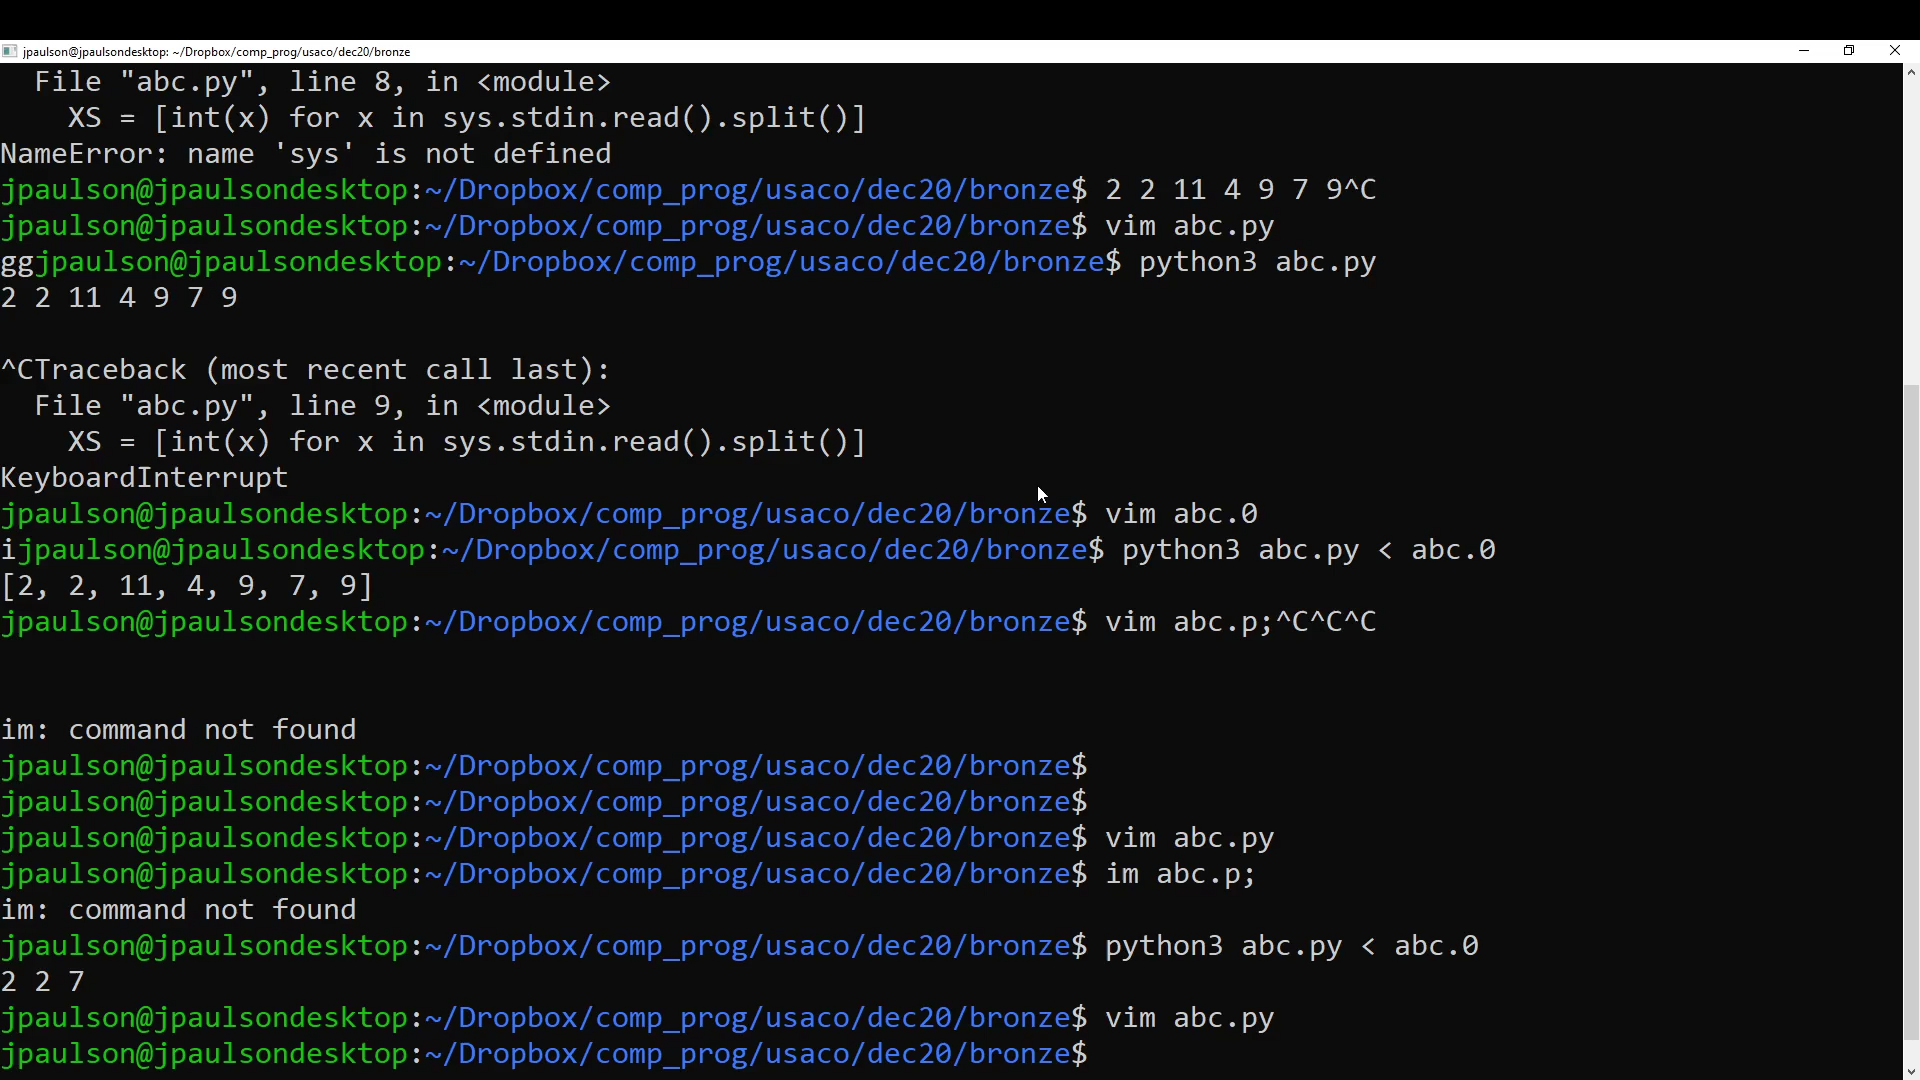 jpaulson@jpaulsondesktop: ~/Dropbox/comp_prog/usaco/dec20/bronze
File "abc.py", line 8, in <module>
XS = [int(x) for x in sys.stdin.read().split()]
NameError: name 'sys' is not defined
jpaulson@jpaulsondesktop:~/Dropbox/comp_prog/usaco/dec20/bronze$ 2 2 11 4 9 7 9^C
jpaulson@jpaulsondesktop:~/Dropbox/comp_prog/usaco/dec20/bronze$ vim abc.py
ggjpaulson@jpaulsondesktop:~/Dropbox/comp_prog/usaco/dec20/bronze$ python3 abc.py
2 2 11 4 9 7 9
^CTraceback (most recent call last):
File "abc.py", line 9, in <module>
XS = [int(x) for x in sys.stdin.read().split()]
KeyboardInterrupt
jpaulson@jpaulsondesktop:~/Dropbox/comp_prog/usaco/dec20/bronze$ vim abc.0
ijpaulson@jpaulsondesktop:~/Dropbox/comp_prog/usaco/dec20/bronze$ python3 abc.py < abc.0
[2, 2, 11, 4, 9, 7, 9]
jpaulson@jpaulsondesktop:~/Dropbox/comp_prog/usaco/dec20/bronze$ vim abc.p;^C^C^C
im: command not found
jpaulson@jpaulsondesktop:~/Dropbox/comp_prog/usaco/dec20/bronze$
jpaulson@jpaulsondesktop:~/Dropbox/comp_prog/usaco/dec20/bronze$
jpaulson@jpaulsondesktop:~/Dropbox/comp_prog/usaco/dec20/bronze$ vim abc.py
jpaulson@jpaulsondesktop:~/Dropbox/comp_prog/usaco/dec20/bronze$ im abc.p;
im: command not found
jpaulson@jpaulsondesktop:~/Dropbox/comp_prog/usaco/dec20/bronze$ python3 abc.py < abc.0
2 2 7
jpaulson@jpaulsondesktop:~/Dropbox/comp_prog/usaco/dec20/bronze$ vim abc.py
jpaulson@jpaulsondesktop:~/Dropbox/comp_prog/usaco/dec20/bronze$